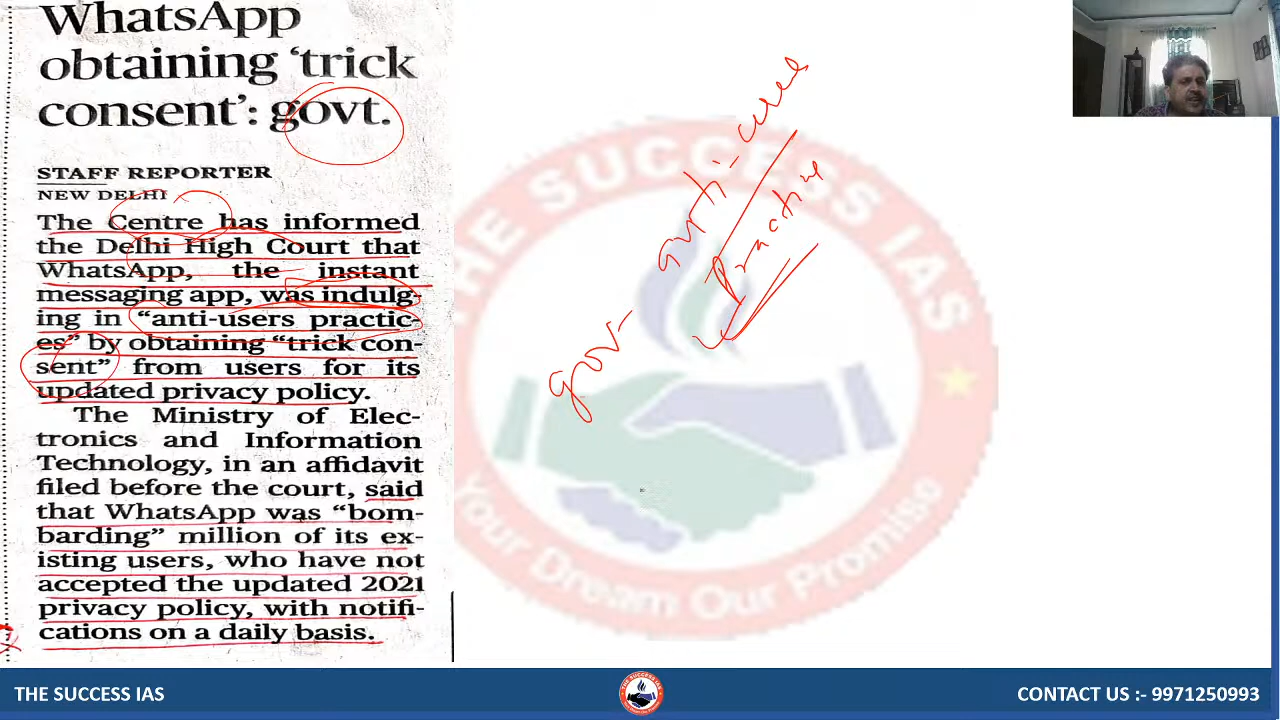 WhatsApp
obtaining ‘trick
consent’: govt.
STAFF REPORTER
NEW DELHI
The Centre has informed
the Delhi High Court that
WhatsApp, the instant
messaging app, was indulg-
ing in “anti-users practic-
es” by obtaining “trick con-
sent” from users for its
updated privacy policy.
The Ministry of Elec-
tronics and Information
Technology, in an affidavit
filed before the court, said
that WhatsApp was “bom-
barding” million of its ex-
isting users, who have not
accepted the updated 2021
privacy policy, with notifi-
cations on a daily basis.
gov-
Practice
THE SUCCESS IAS
Your Dream Our Promise
THE SUCCESS IAS
CONTACT US :- 9971250993